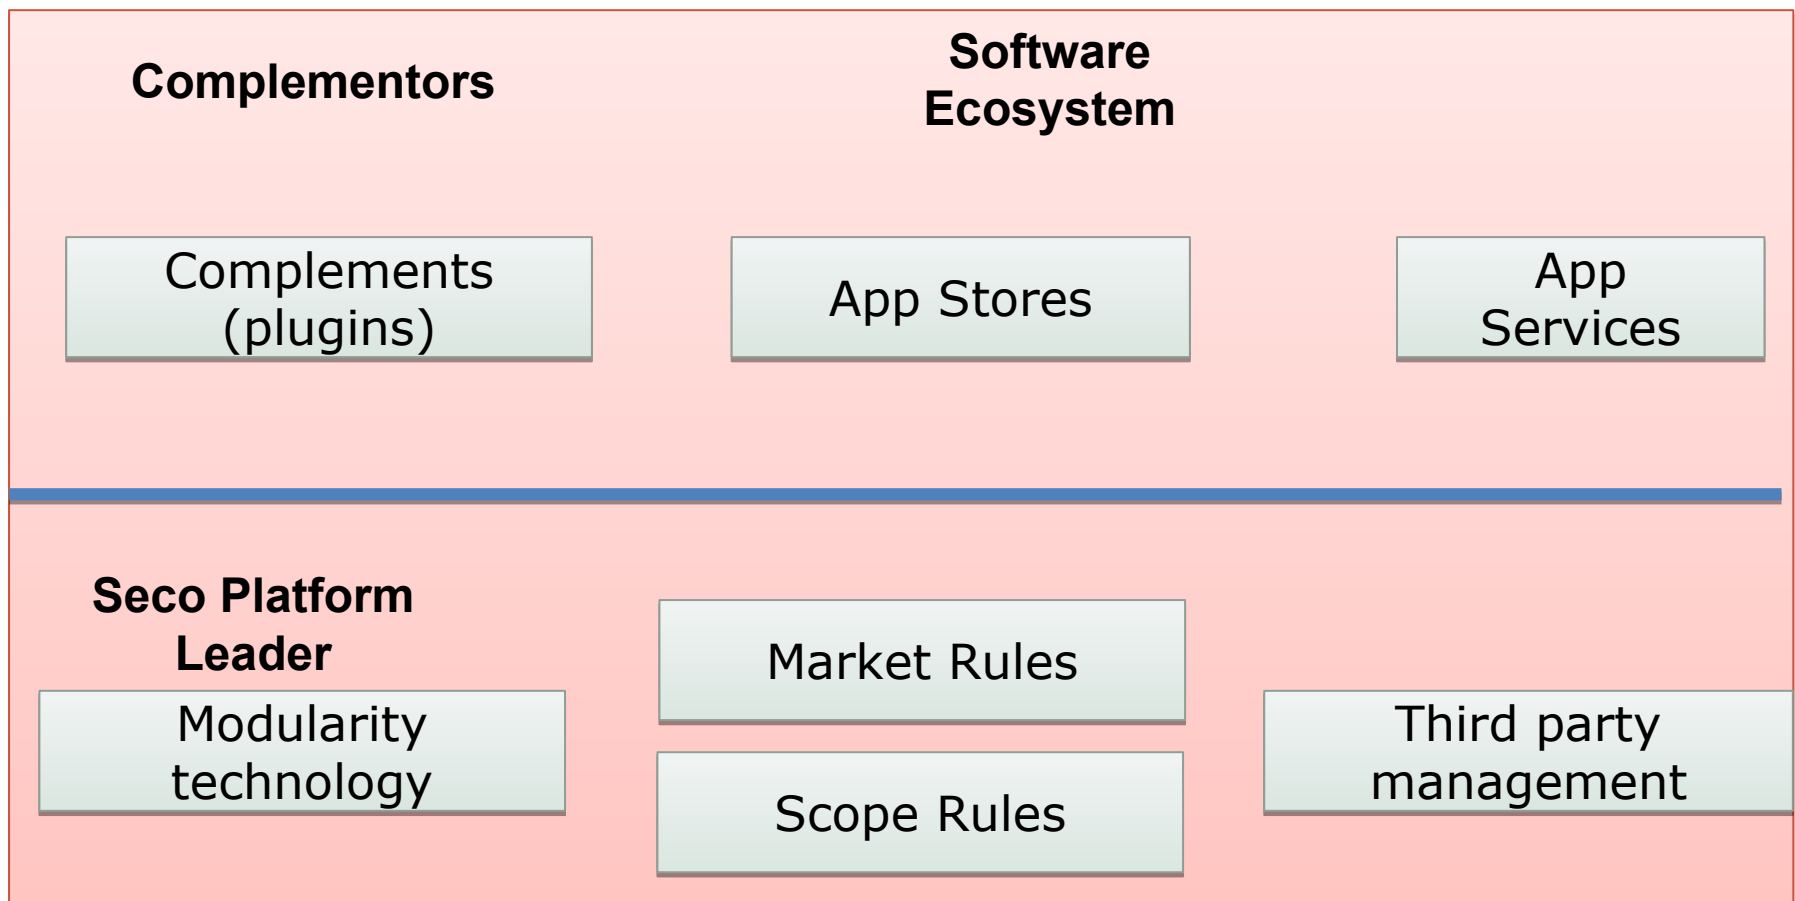 Complementors
Software
Ecosystem
Complements
(plugins)
App Stores
App
Services
Seco Platform
Leader
Modularity
technology
Market Rules
Scope Rules
Third party
management